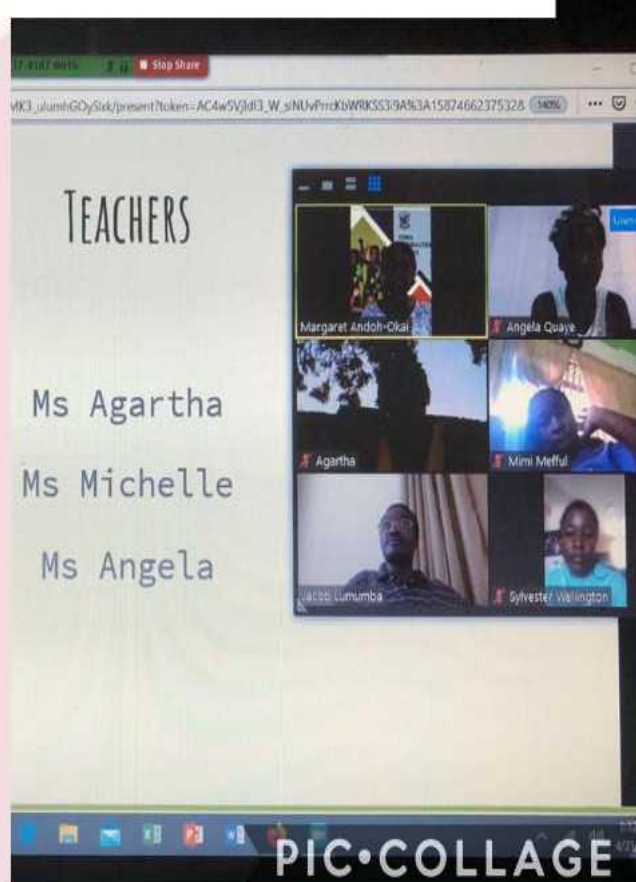 Stop Share
140%
TEACHERS
Ms Agartha
Ms Michelle
Ms Angela
Margaret Andoh-Okai
Angela Quaye
Agartha
Mimi Mefful
Jacob Lumumba
Sylvester Wellington
PIC•COLLAGE